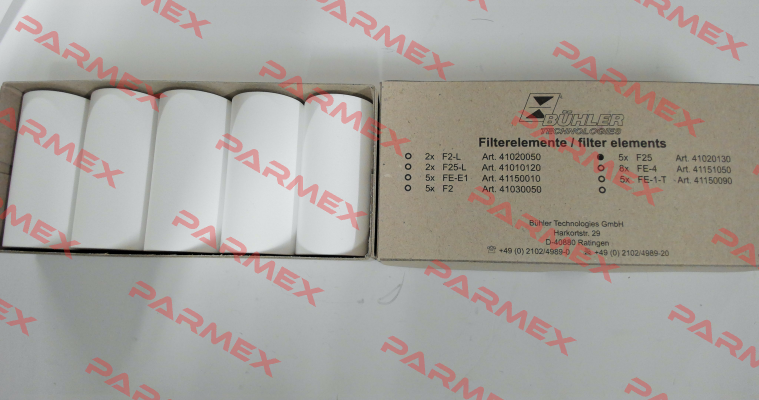 BÜHLER
TECHNOLOGIES
Filterelemente / filter elements
2x F2-L Art. 41020050
2x F25-L Art. 41010120
5x FE-E1 Art. 41150010
5x F2 Art. 41030050
5x F25 Art. 41020130
8x FE-4 Art. 41151050
5x FE-1-T Art. 41150090
Bühler Technologies GmbH
Harkortstr. 29
D-40880 Ratingen
+49 (0) 2102/4989-0 +49 (0) 2102/4989-20
PARMEX